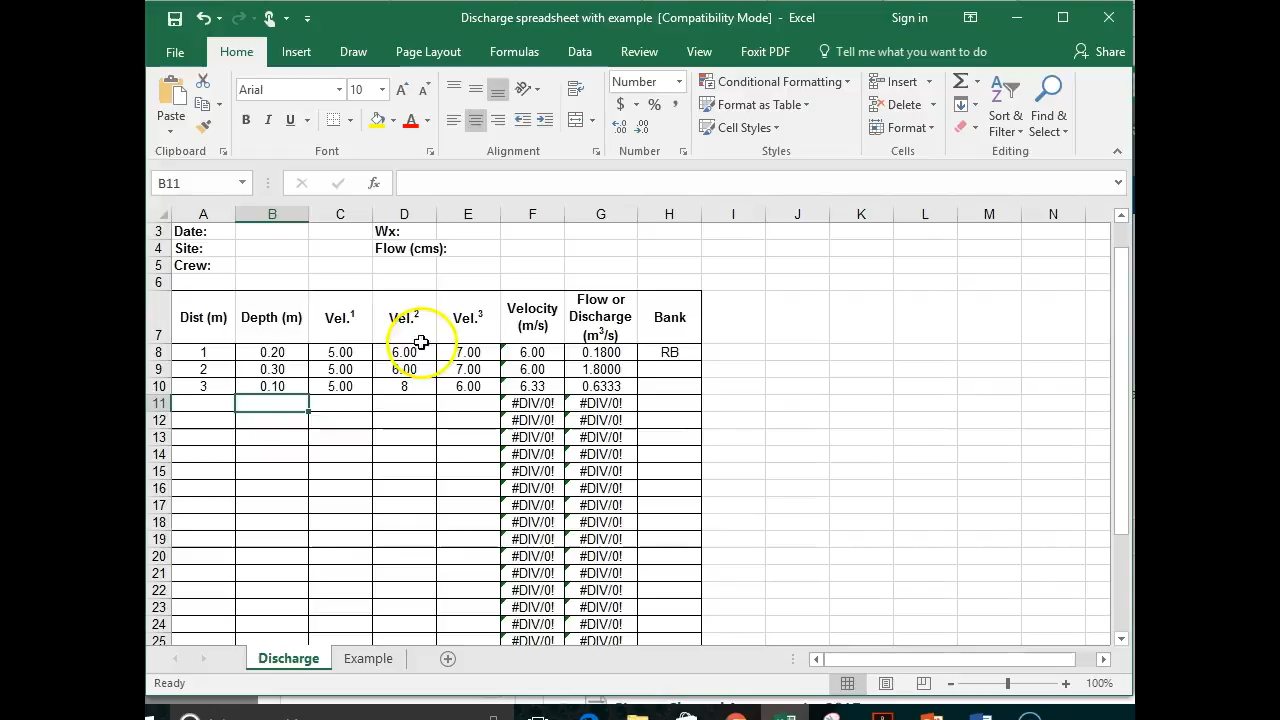 Discharge spreadsheet with example [Compatibility Mode] - Excel
Sign in
File Home Insert Draw Page Layout Formulas Data Review View Foxit PDF Tell me what you want to do Share
Paste
Clipboard
Arial 10
B I U
Font
Alignment
Number
$ % ,
Number
Conditional Formatting
Format as Table
Cell Styles
Styles
Insert
Delete
Format
Cells
Sort &
Filter
Find &
Select
Editing
B11
fx
A B C D E F G H I J K L M N
3 Date: Wx:
4 Site: Flow (cms):
5 Crew:
6
7 Dist (m) Depth (m) Vel.1 Vel.2 Vel.3 Velocity (m/s) Flow or Discharge (m3/s) Bank
8 1 0.20 5.00 6.00 7.00 6.00 0.1800 RB
9 2 0.30 5.00 6.00 7.00 6.00 1.8000
10 3 0.10 5.00 8 6.00 6.33 0.6333
11 #DIV/0! #DIV/0!
12 #DIV/0! #DIV/0!
13 #DIV/0! #DIV/0!
14 #DIV/0! #DIV/0!
15 #DIV/0! #DIV/0!
16 #DIV/0! #DIV/0!
17 #DIV/0! #DIV/0!
18 #DIV/0! #DIV/0!
19 #DIV/0! #DIV/0!
20 #DIV/0! #DIV/0!
21 #DIV/0! #DIV/0!
22 #DIV/0! #DIV/0!
23 #DIV/0! #DIV/0!
24 #DIV/0! #DIV/0!
25 #DIV/0! #DIV/0!
Discharge Example
Ready
100%